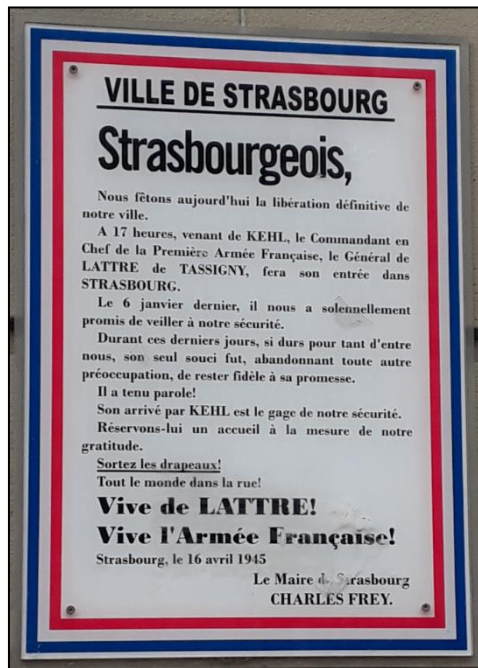 VILLE DE STRASBOURG
Strasbourgeois,
Nous fêtons aujourd'hui la libération définitive de
notre ville.
A 17 heures, venant de KEHL, le Commandant en
Chef de la Première Armée Française, le Général de
LATTRE de TASSIGNY, fera son entrée dans
STRASBOURG.
Le 6 janvier dernier, il nous a solennellement
promis de veiller à notre sécurité.
Durant ces derniers jours, si durs pour tant d'entre
nous, son seul souci fut, abandonnant toute autre
préoccupation, de rester fidèle à sa promesse.
Il a tenu parole!
Son arrivé par KEHL est le gage de notre sécurité.
Réservons-lui un accueil à la mesure de notre
gratitude.
Sortez les drapeaux!
Tout le monde dans la rue!
Vive de LATTRE!
Vive l'Armée Française!
Strasbourg, le 16 avril 1945
Le Maire de Strasbourg
CHARLES FREY.